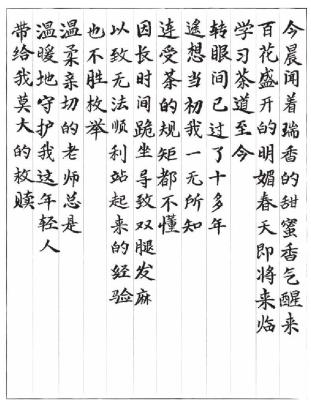 今晨闻着瑞香的甜蜜香气醒来
百花盛开的明媚春天即将来临
学习茶道至今
转眼间已过了十多年
遥想当初我一无所知
连受茶的规矩都不懂
因长时间跪坐导致双腿发麻
以致无法顺利站起来的经验
也不胜枚举
温柔亲切的老师总是
温暖地守护我这年轻人
带给我莫大的救赎